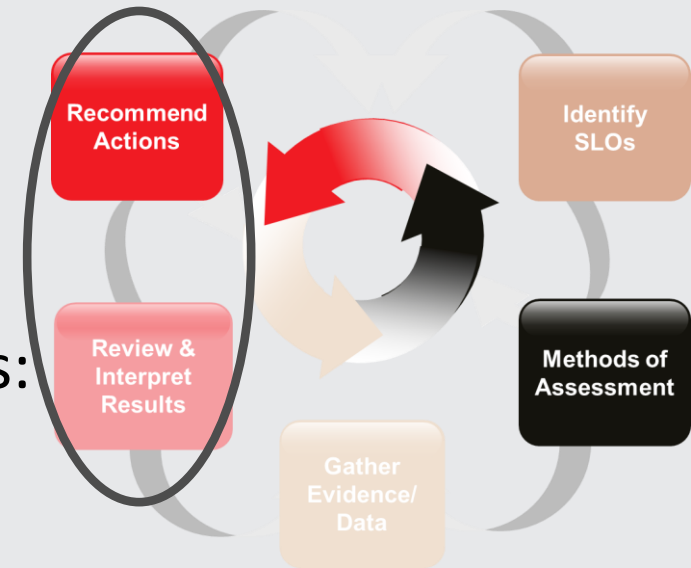 Recommend
Actions
Identify
SLOs
s:
Review &
Interpret
Results
Methods of
Assessment
Gather
Evidence/
Data